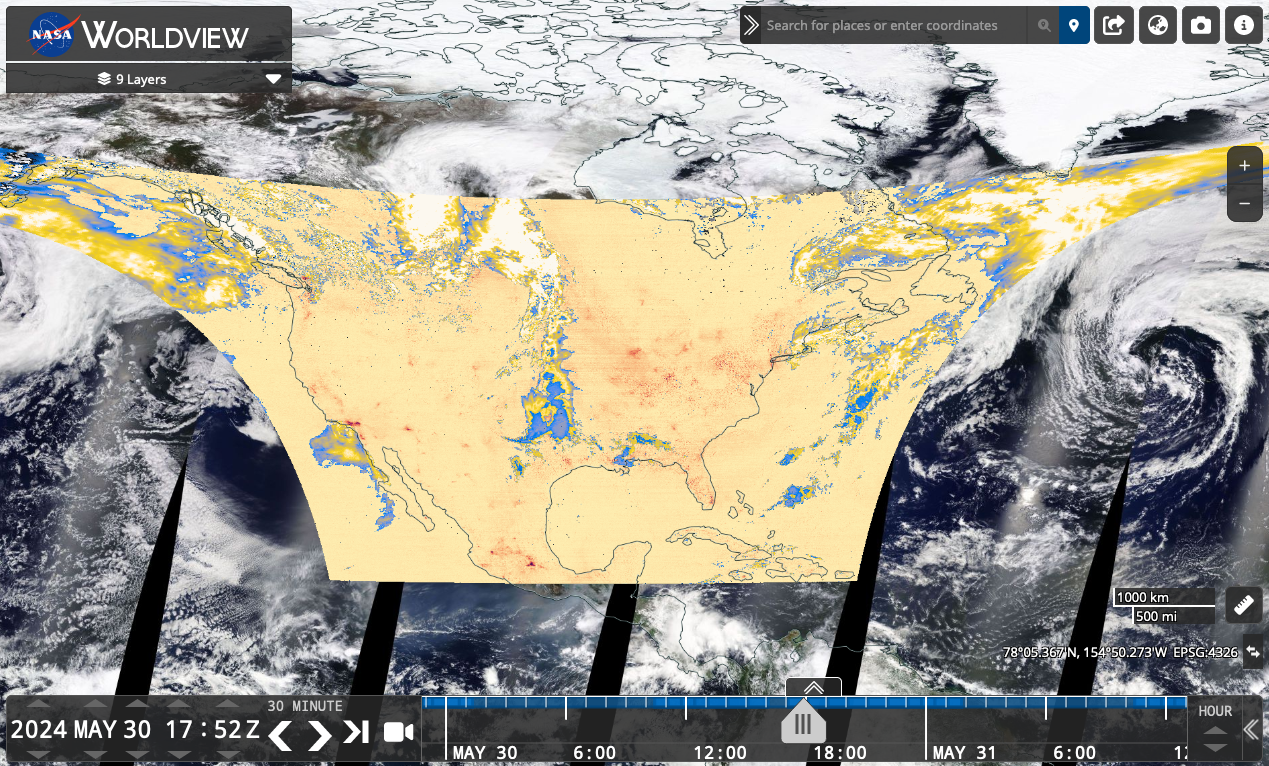 NASA WORLDVIEW
9 Layers
Search for places or enter coordinates
+
−
1000 km
500 mi
78°05.367'N, 154°50.273'W EPSG:4326
30 MINUTE
2024 MAY 30 17:52Z
HOUR
MAY 30 6:00 12:00 18:00 MAY 31 6:00